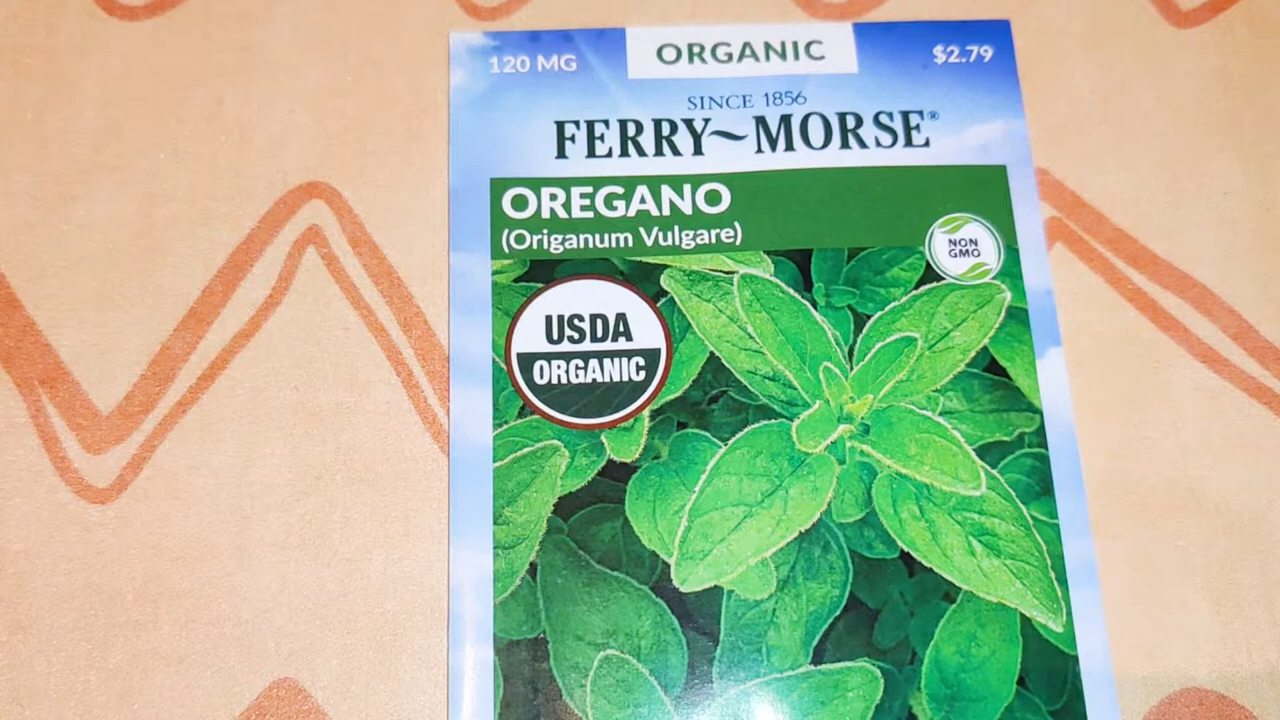 120 MG
ORGANIC
$2.79
SINCE 1856
FERRY~MORSE®
OREGANO
(Origanum Vulgare)
NON
GMO
USDA
ORGANIC